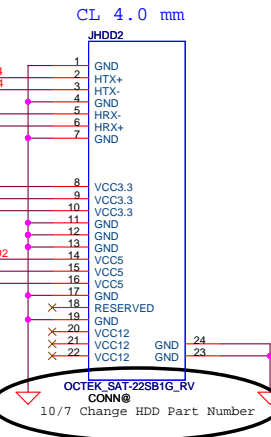 CL 4.0 mm
JHDD2
1 GND
2 HTX+
3 HTX-
4 GND
5 HRX-
6 HRX+
7 GND
8 VCC3.3
9 VCC3.3
10 VCC3.3
11 GND
12 GND
13 GND
14 VCC5
15 VCC5
16 VCC5
17 GND
18 RESERVED
19 GND
20 VCC12
21 VCC12 GND 24
22 VCC12 GND 23
OCTEK_SAT-22SB1G_RV
CONN@
10/7 Change HDD Part Number